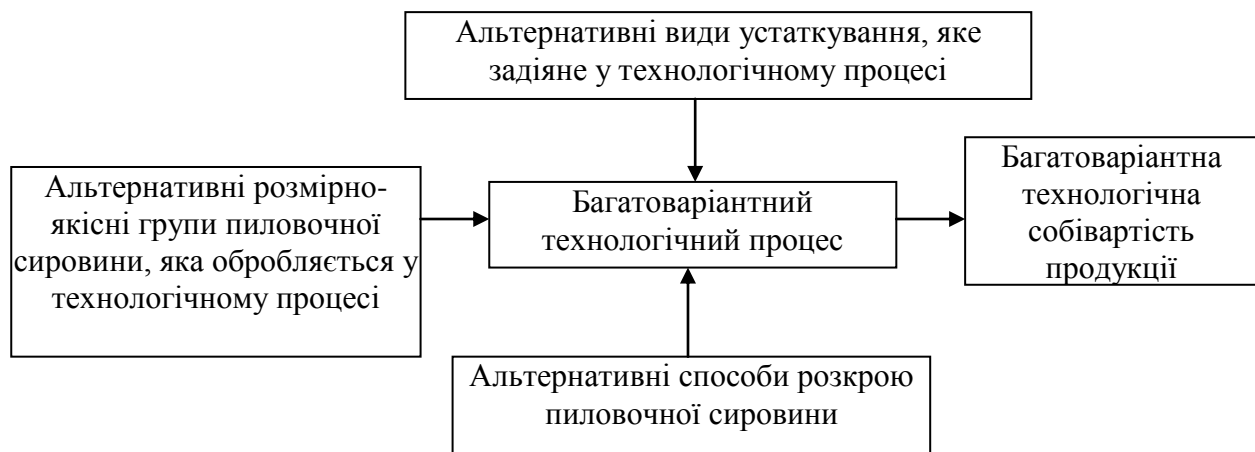 Альтернативні види устаткування, яке
задіяне у технологічному процесі
Альтернативні розмірно-
якісні групи пиловочної
сировини, яка обробляється у
технологічному процесі
Багатоваріантний
технологічний процес
Багатоваріантна
технологічна
собівартість
продукції
Альтернативні способи розкрою
пиловочної сировини